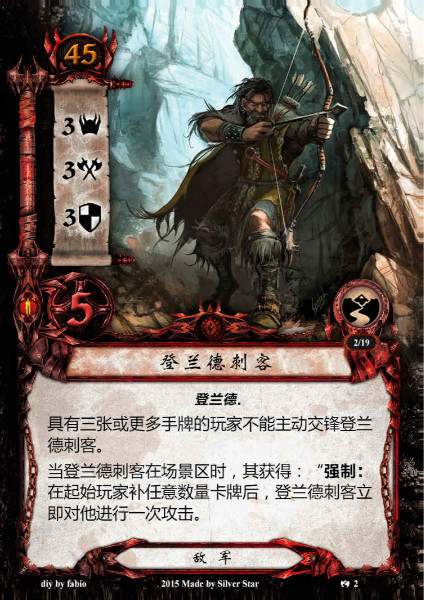 45
3
3
3
5
2/19
登兰德刺客
登兰德.
具有三张或更多手牌的玩家不能主动交锋登兰
德刺客。
当登兰德刺客在场景区时，其获得：“强制：
在起始玩家补任意数量卡牌后，登兰德刺客立
即对他进行一次攻击。
敌军
diy by fabio 2015 Made by Silver Star 2